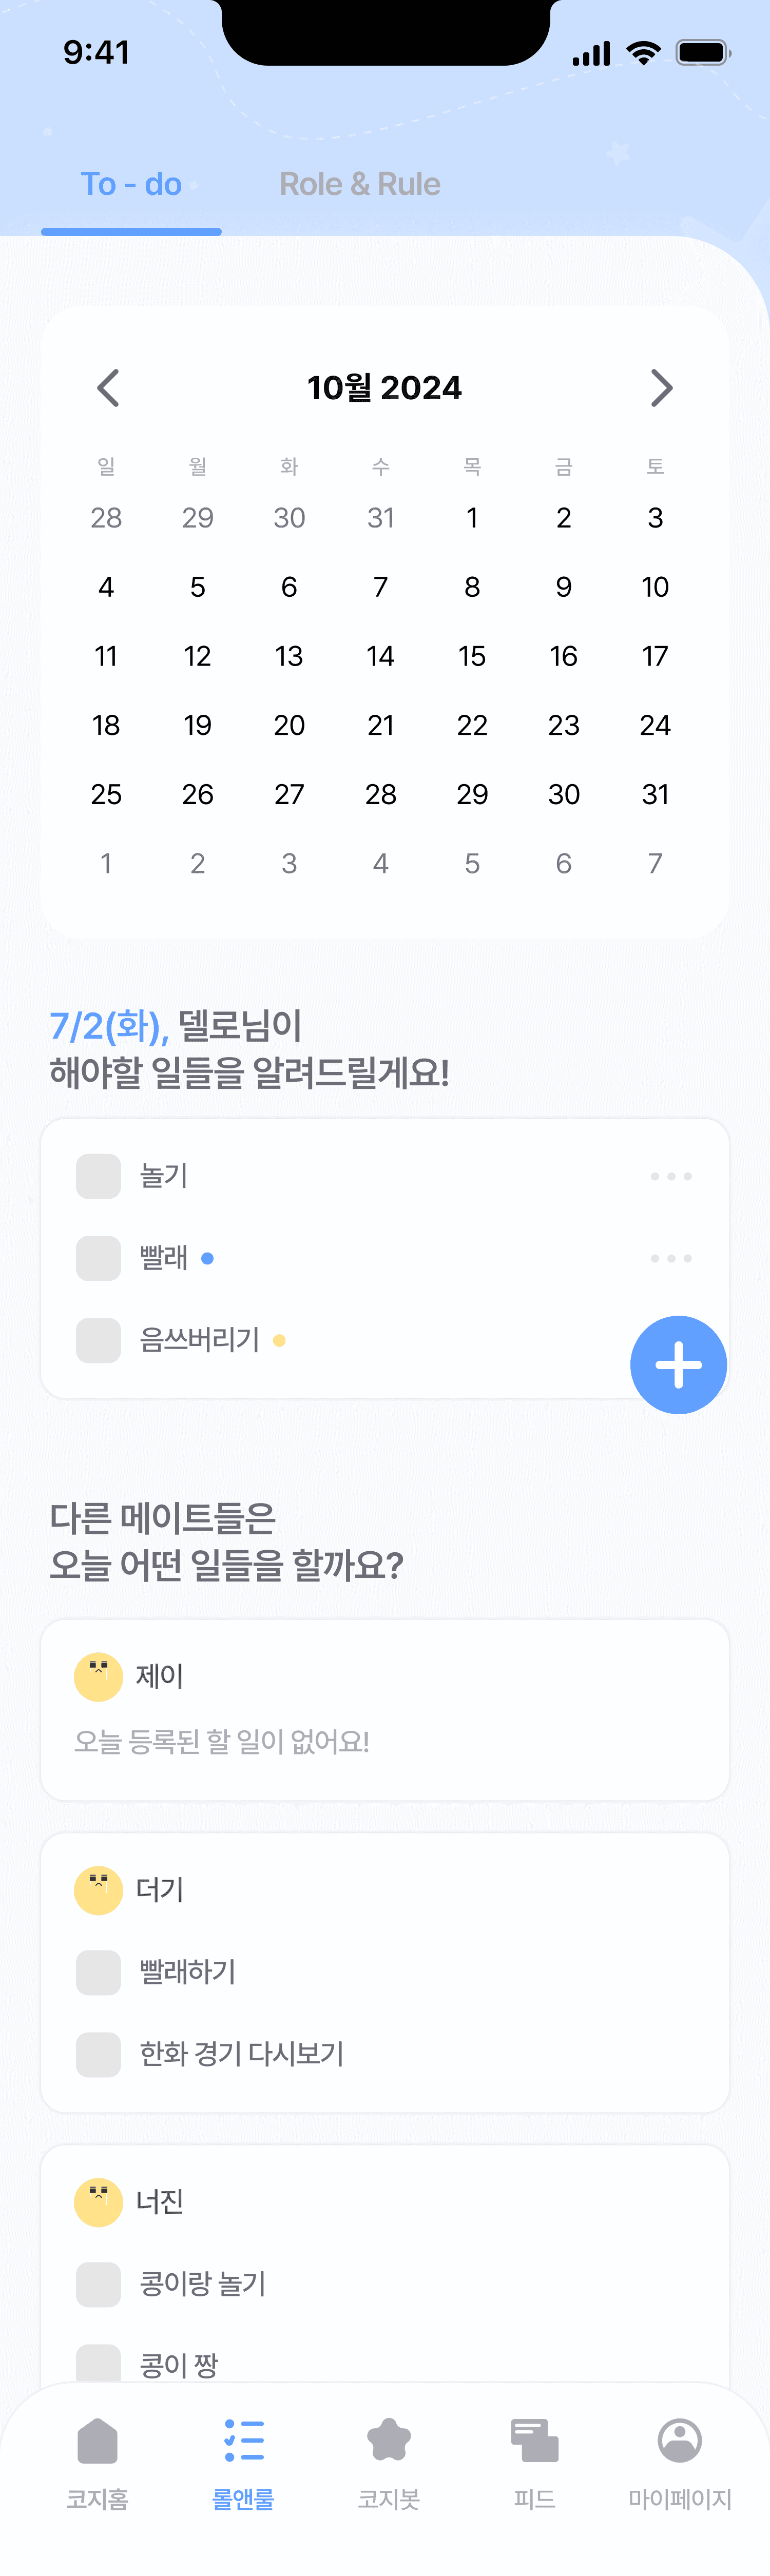 9:41
To - do
Role & Rule
10월 2024
일 월 화 수 목 금 토
28 29 30 31 1 2 3
4 5 6 7 8 9 10
11 12 13 14 15 16 17
18 19 20 21 22 23 24
25 26 27 28 29 30 31
1 2 3 4 5 6 7
7/2(화), 델로님이
해야할 일들을 알려드릴게요!
놀기
빨래
음쓰버리기
다른 메이트들은
오늘 어떤 일들을 할까요?
제이
오늘 등록된 할 일이 없어요!
더기
빨래하기
한화 경기 다시보기
너진
콩이랑 놀기
콩이 짱
코지홈 롤앤룰 코지봇 피드 마이페이지